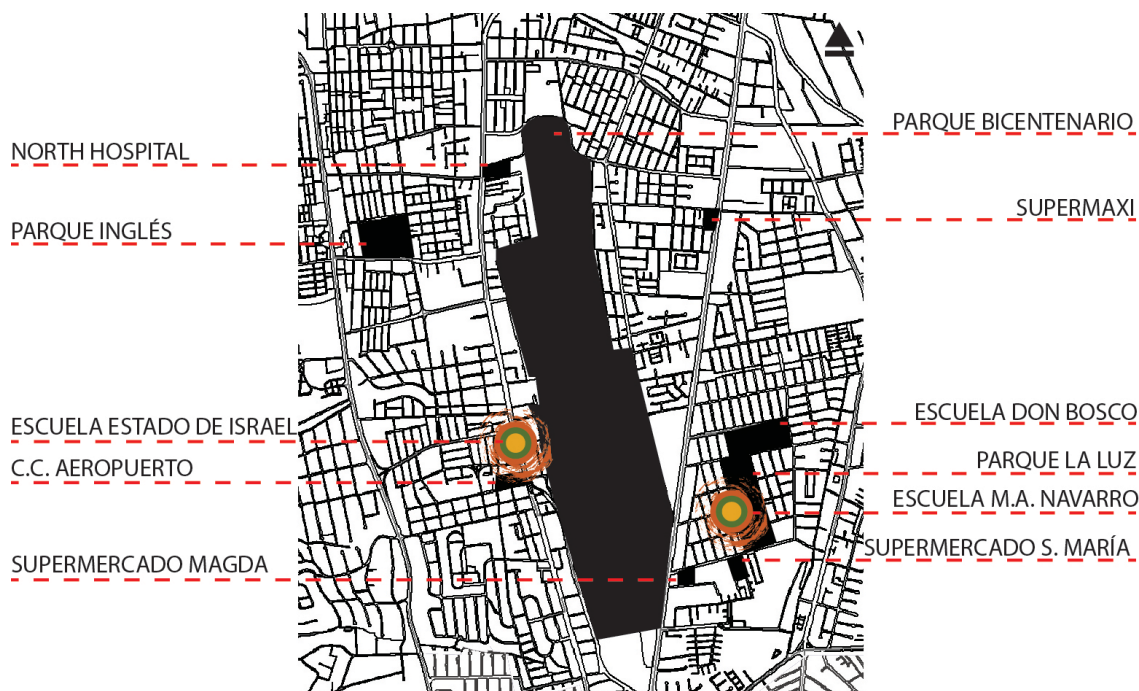 NORTH HOSPITAL
PARQUE INGLÉS
ESCUELA ESTADO DE ISRAEL
C.C. AEROPUERTO
SUPERMERCADO MAGDA
PARQUE BICENTENARIO
SUPERMAXI
ESCUELA DON BOSCO
PARQUE LA LUZ
ESCUELA M.A. NAVARRO
SUPERMERCADO S. MARÍA